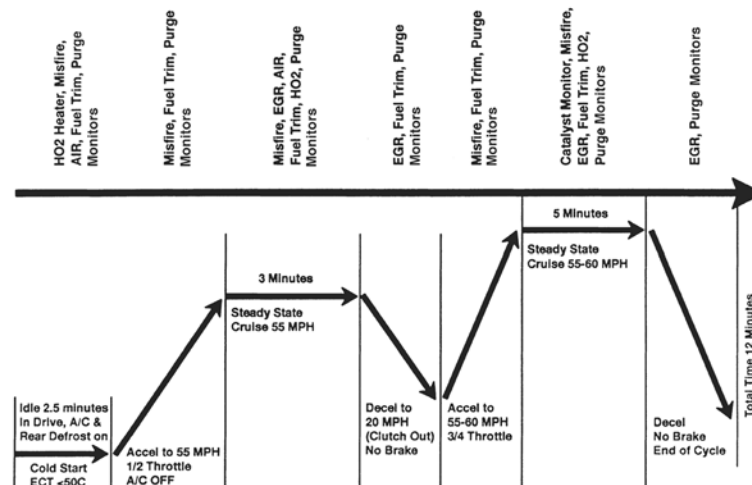 HO2 Heater, Misfire,
AIR, Fuel Trim, Purge
Monitors
Misfire, Fuel Trim, Purge
Monitors
Misfire, EGR, AIR,
Fuel Trim, HO2, Purge
Monitors
EGR, Fuel Trim, Purge
Monitors
Misfire, Fuel Trim, Purge
Monitors
Catalyst Monitor, Misfire,
EGR, Fuel Trim, HO2,
Purge Monitors
EGR, Purge Monitors
Idle 2.5 minutes
In Drive, A/C &
Rear Defrost on
Cold Start
ECT <50C
Accel to 55 MPH
1/2 Throttle
A/C OFF
3 Minutes
Steady State
Cruise 55 MPH
Decel to
20 MPH
(Clutch Out)
No Brake
Accel to
55-60 MPH
3/4 Throttle
5 Minutes
Steady State
Cruise 55-60 MPH
Decel
No Brake
End of Cycle
Total Time 12 Minutes